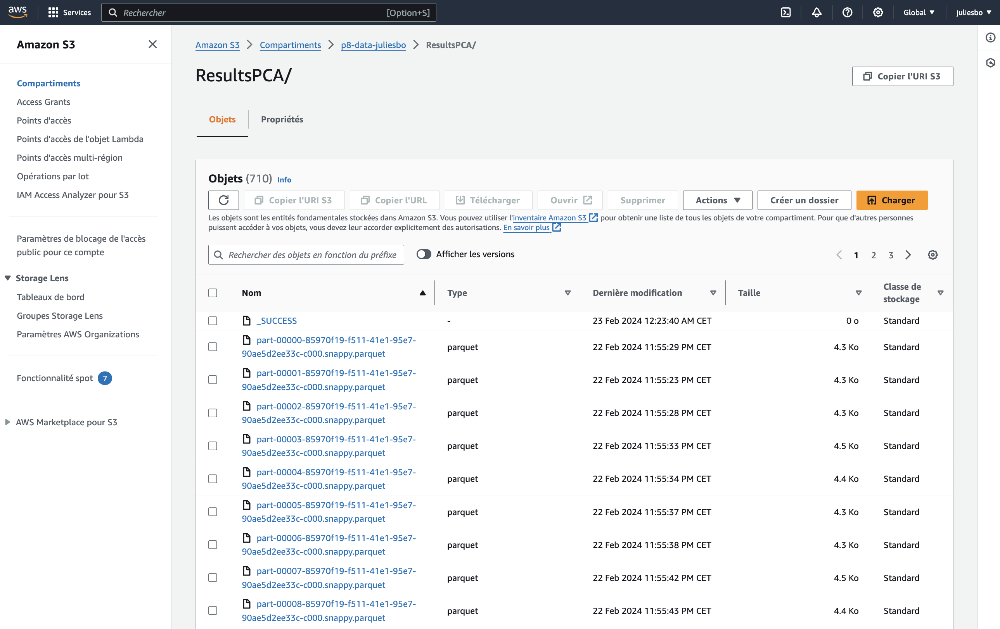 aws
Services
Rechercher
[Option+S]
Global
juliesbo
Amazon S3
Compartiments
Access Grants
Points d'accès
Points d'accès de l'objet Lambda
Points d'accès multi-région
Opérations par lot
IAM Access Analyzer pour S3
Paramètres de blocage de l'accès
public pour ce compte
Storage Lens
Tableaux de bord
Groupes Storage Lens
Paramètres AWS Organizations
Fonctionnalité spot 7
AWS Marketplace pour S3
Amazon S3 > Compartiments > p8-data-juliesbo > ResultsPCA/
ResultsPCA/
Copier l'URI S3
Objets
Propriétés
Objets (710) Info
Copier l'URI S3
Copier l'URL
Télécharger
Ouvrir
Supprimer
Actions
Créer un dossier
Charger
Les objets sont les entités fondamentales stockées dans Amazon S3. Vous pouvez utiliser l'inventaire Amazon S3 pour obtenir une liste de tous les objets de votre compartiment. Pour que d'autres personnes
puissent accéder à vos objets, vous devez leur accorder explicitement des autorisations. En savoir plus
Rechercher des objets en fonction du préfixe
Afficher les versions
1 2 3
Nom
Type
Dernière modification
Taille
Classe de
stockage
_SUCCESS
-
23 Feb 2024 12:23:40 AM CET
0 o
Standard
part-00000-85970f19-f511-41e1-95e7-
90ae5d2ee33c-c000.snappy.parquet
parquet
22 Feb 2024 11:55:29 PM CET
4.3 Ko
Standard
part-00001-85970f19-f511-41e1-95e7-
90ae5d2ee33c-c000.snappy.parquet
parquet
22 Feb 2024 11:55:23 PM CET
4.3 Ko
Standard
part-00002-85970f19-f511-41e1-95e7-
90ae5d2ee33c-c000.snappy.parquet
parquet
22 Feb 2024 11:55:28 PM CET
4.3 Ko
Standard
part-00003-85970f19-f511-41e1-95e7-
90ae5d2ee33c-c000.snappy.parquet
parquet
22 Feb 2024 11:55:33 PM CET
4.5 Ko
Standard
part-00004-85970f19-f511-41e1-95e7-
90ae5d2ee33c-c000.snappy.parquet
parquet
22 Feb 2024 11:55:34 PM CET
4.4 Ko
Standard
part-00005-85970f19-f511-41e1-95e7-
90ae5d2ee33c-c000.snappy.parquet
parquet
22 Feb 2024 11:55:37 PM CET
4.3 Ko
Standard
part-00006-85970f19-f511-41e1-95e7-
90ae5d2ee33c-c000.snappy.parquet
parquet
22 Feb 2024 11:55:38 PM CET
4.3 Ko
Standard
part-00007-85970f19-f511-41e1-95e7-
90ae5d2ee33c-c000.snappy.parquet
parquet
22 Feb 2024 11:55:42 PM CET
4.5 Ko
Standard
part-00008-85970f19-f511-41e1-95e7-
90ae5d2ee33c-c000.snappy.parquet
parquet
22 Feb 2024 11:55:43 PM CET
4.4 Ko
Standard